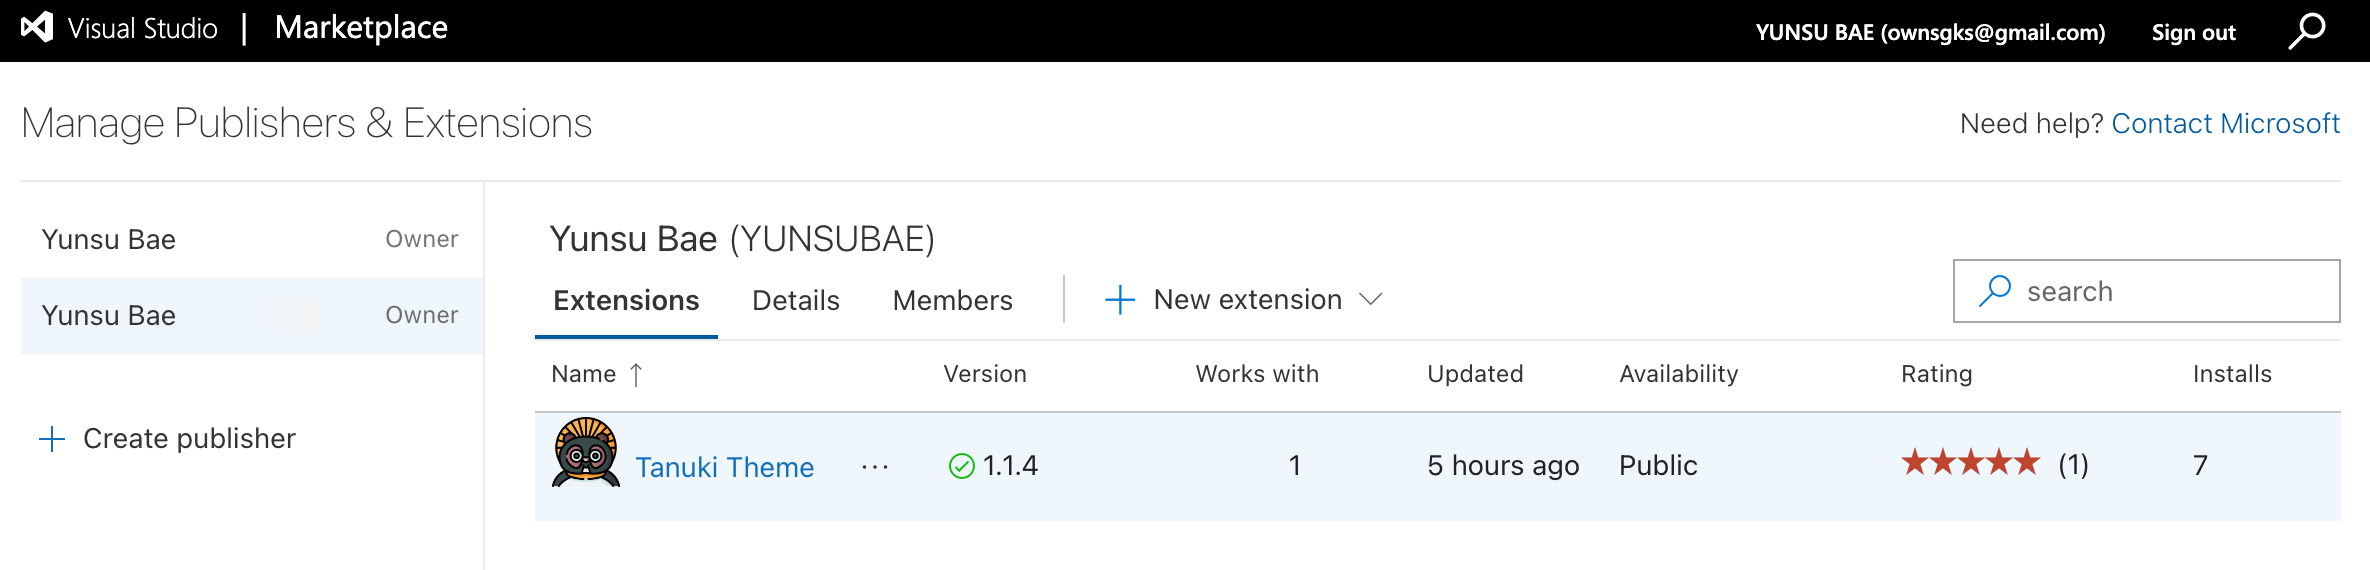 Visual Studio | Marketplace
YUNSU BAE (ownsgks@gmail.com) Sign out
Manage Publishers & Extensions
Need help? Contact Microsoft
Yunsu Bae Owner
Yunsu Bae Owner
+ Create publisher
Yunsu Bae (YUNSUBAE)
Extensions Details Members + New extension
search
Name ↑ Version Works with Updated Availability Rating Installs
Tanuki Theme ... 1.1.4 1 5 hours ago Public ★★★★★ (1) 7